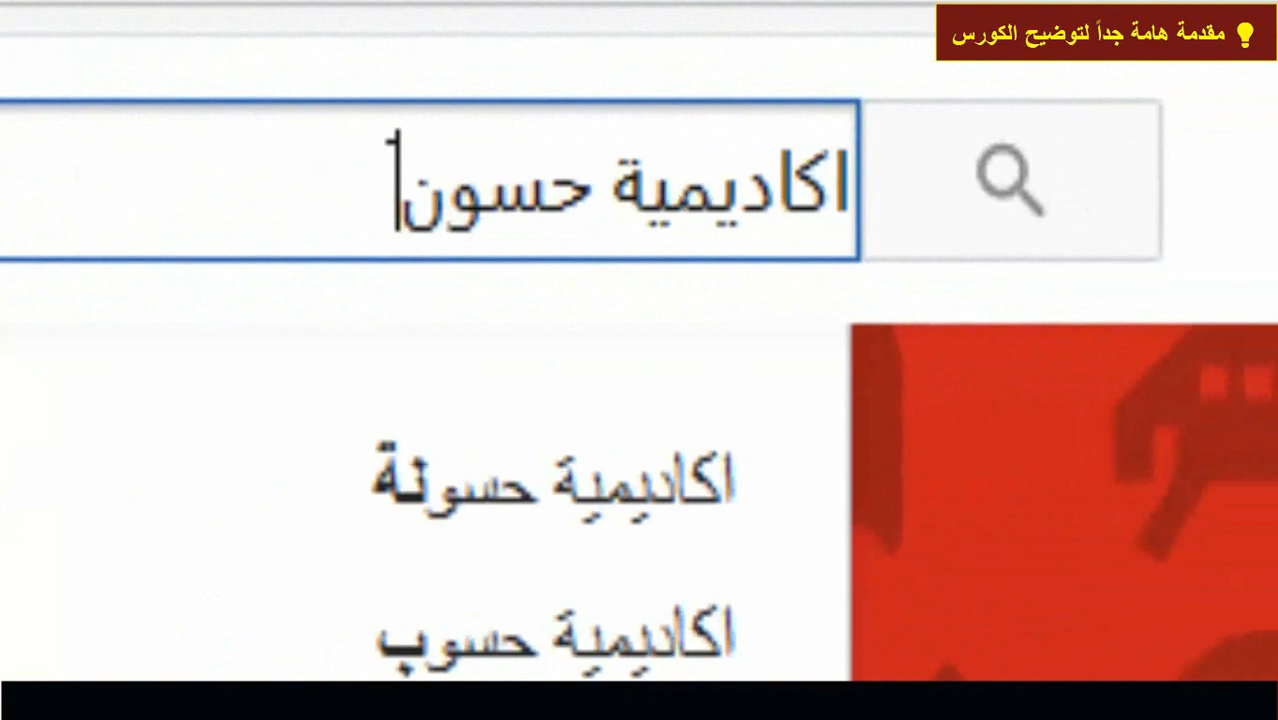 مقدمة هامة جداً لتوضيح الكورس
اكاديمية حسون
اكاديمية حسونة
اكاديمية حسوب